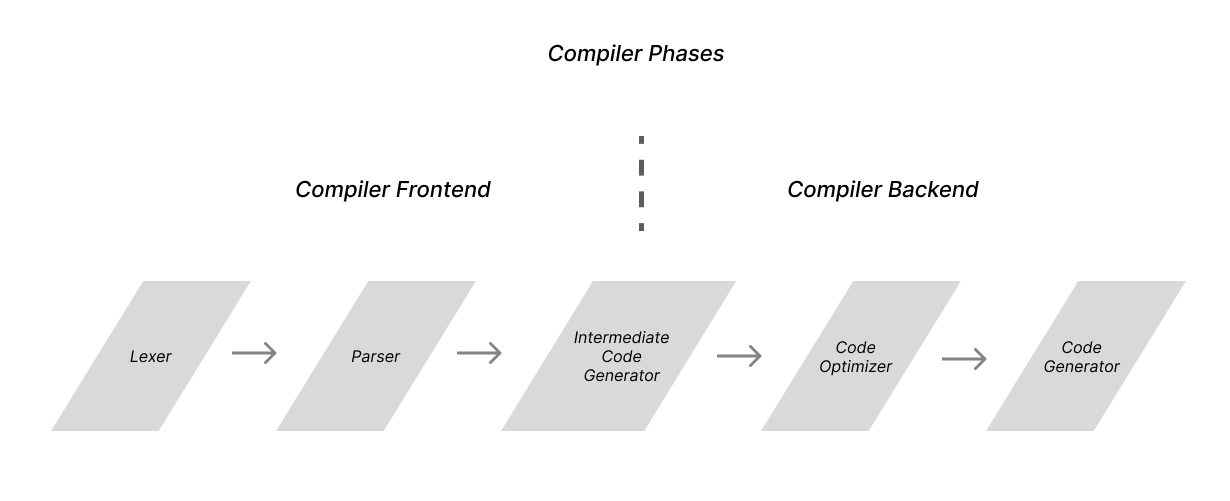 Compiler Phases
Compiler Frontend
Compiler Backend
Lexer
Parser
Intermediate
Code
Generator
Code
Optimizer
Code
Generator